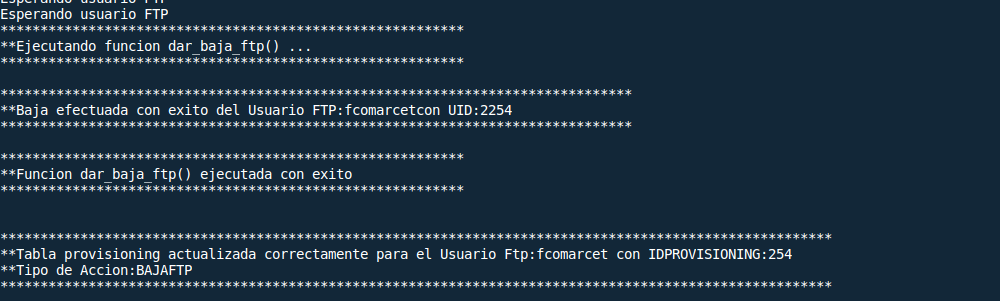 Esperando usuario FTP
Esperando usuario FTP
**********************************************************
**Ejecutando funcion dar_baja_ftp() ...
**********************************************************
*******************************************************************************
**Baja efectuada con exito del Usuario FTP:fcomarcetcon UID:2254
*******************************************************************************
**********************************************************
**Funcion dar_baja_ftp() ejecutada con exito
**********************************************************
********************************************************************************************************
**Tabla provisioning actualizada correctamente para el Usuario Ftp:fcomarcet con IDPROVISIONING:254
**Tipo de Accion:BAJAFTP
********************************************************************************************************